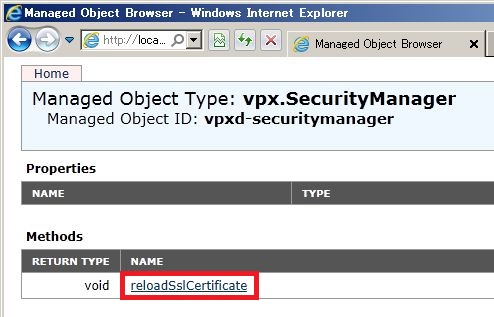 Managed Object Browser - Windows Internet Explorer
http://loca...
Managed Object Browser
Home
Managed Object Type: vpx.SecurityManager
Managed Object ID: vpxd-securitymanager
Properties
NAME TYPE
Methods
RETURN TYPE NAME
void reloadSslCertificate